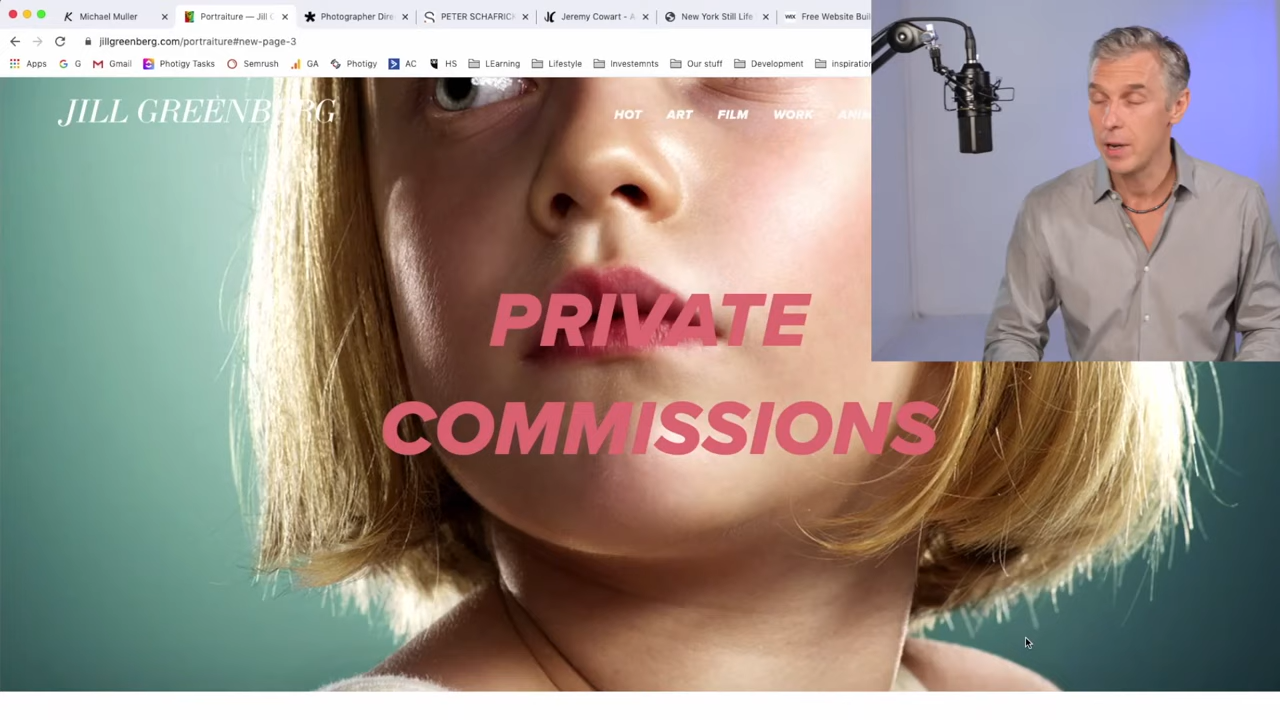 Michael Muller
Portraiture — Jill G
Photographer Dire
PETER SCHAFRICK
Jeremy Cowart - A
New York Still Life
WIX
Free Website Buil
jillgreenberg.com/portraiture#new-page-3
Apps
G
Gmail
Photigy Tasks
Semrush
GA
Photigy
AC
HS
LEarning
Lifestyle
Investemnts
Our stuff
Development
inspiration
JILL GREENBERG
HOT
ART
FILM
WORK
PRIVATE
COMMISSIONS